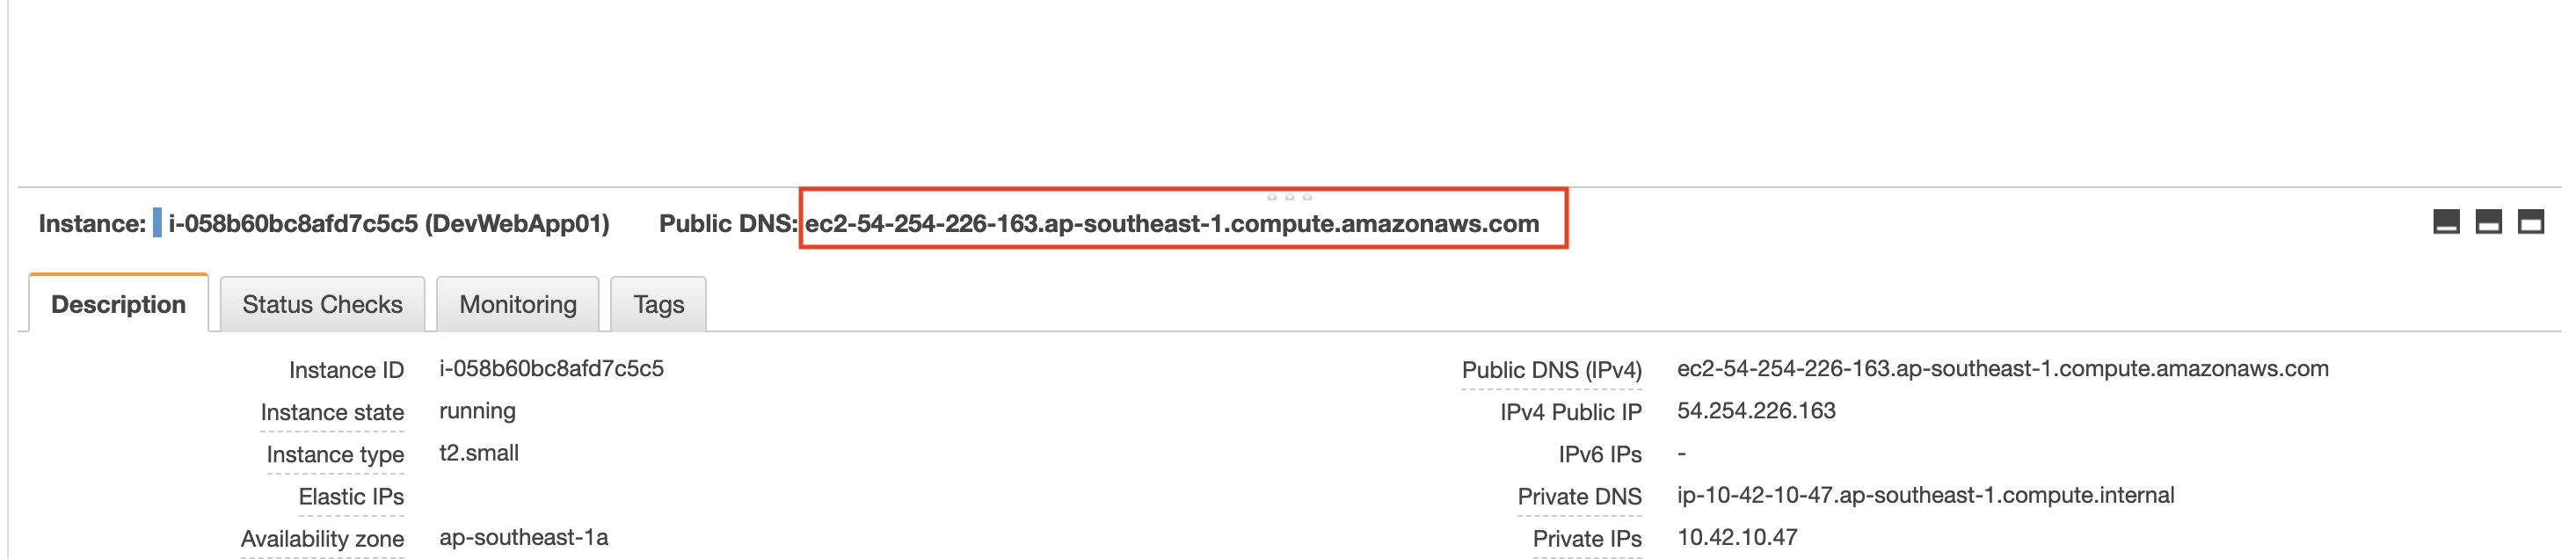 Instance: i-058b60bc8afd7c5c5 (DevWebApp01) Public DNS: ec2-54-254-226-163.ap-southeast-1.compute.amazonaws.com
Description Status Checks Monitoring Tags
Instance ID i-058b60bc8afd7c5c5 Public DNS (IPv4) ec2-54-254-226-163.ap-southeast-1.compute.amazonaws.com
Instance state running IPv4 Public IP 54.254.226.163
Instance type t2.small IPv6 IPs -
Elastic IPs Private DNS ip-10-42-10-47.ap-southeast-1.compute.internal
Availability zone ap-southeast-1a Private IPs 10.42.10.47